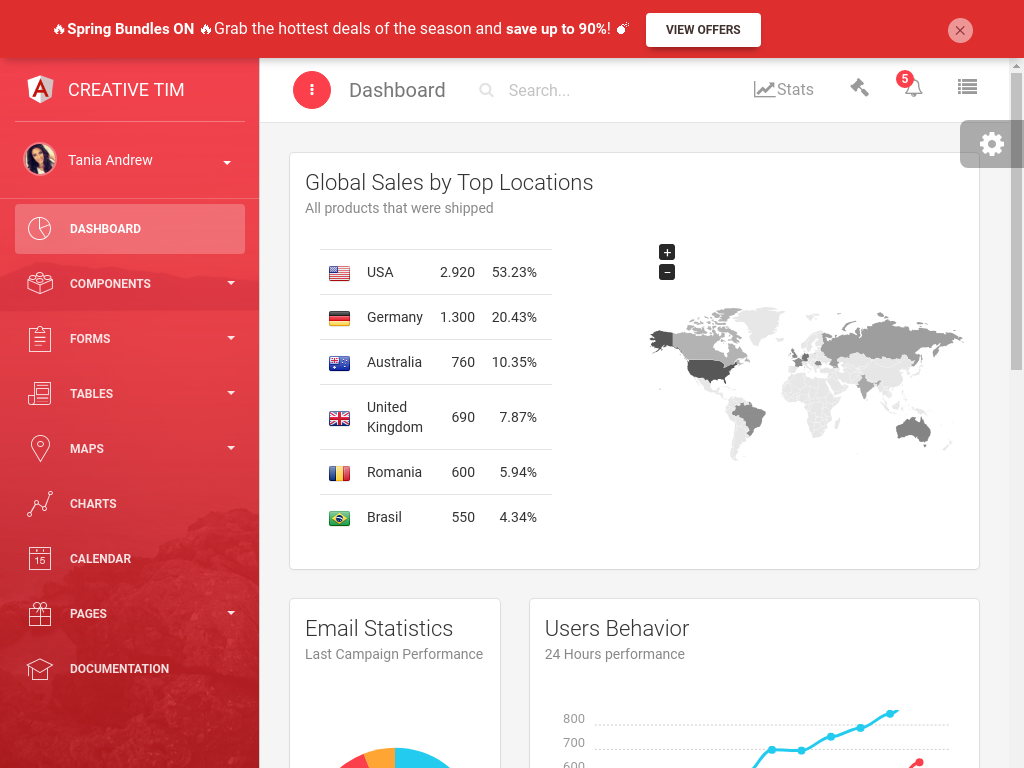 🔥Spring Bundles ON 🔥Grab the hottest deals of the season and save up to 90%! 💣
VIEW OFFERS
CREATIVE TIM
Dashboard
Search...
Stats
5
Tania Andrew
DASHBOARD
COMPONENTS
FORMS
TABLES
MAPS
CHARTS
15
CALENDAR
PAGES
DOCUMENTATION
Global Sales by Top Locations
All products that were shipped
USA 2.920 53.23%
Germany 1.300 20.43%
Australia 760 10.35%
United Kingdom 690 7.87%
Romania 600 5.94%
Brasil 550 4.34%
+
−
Email Statistics
Last Campaign Performance
Users Behavior
24 Hours performance
800
700
600